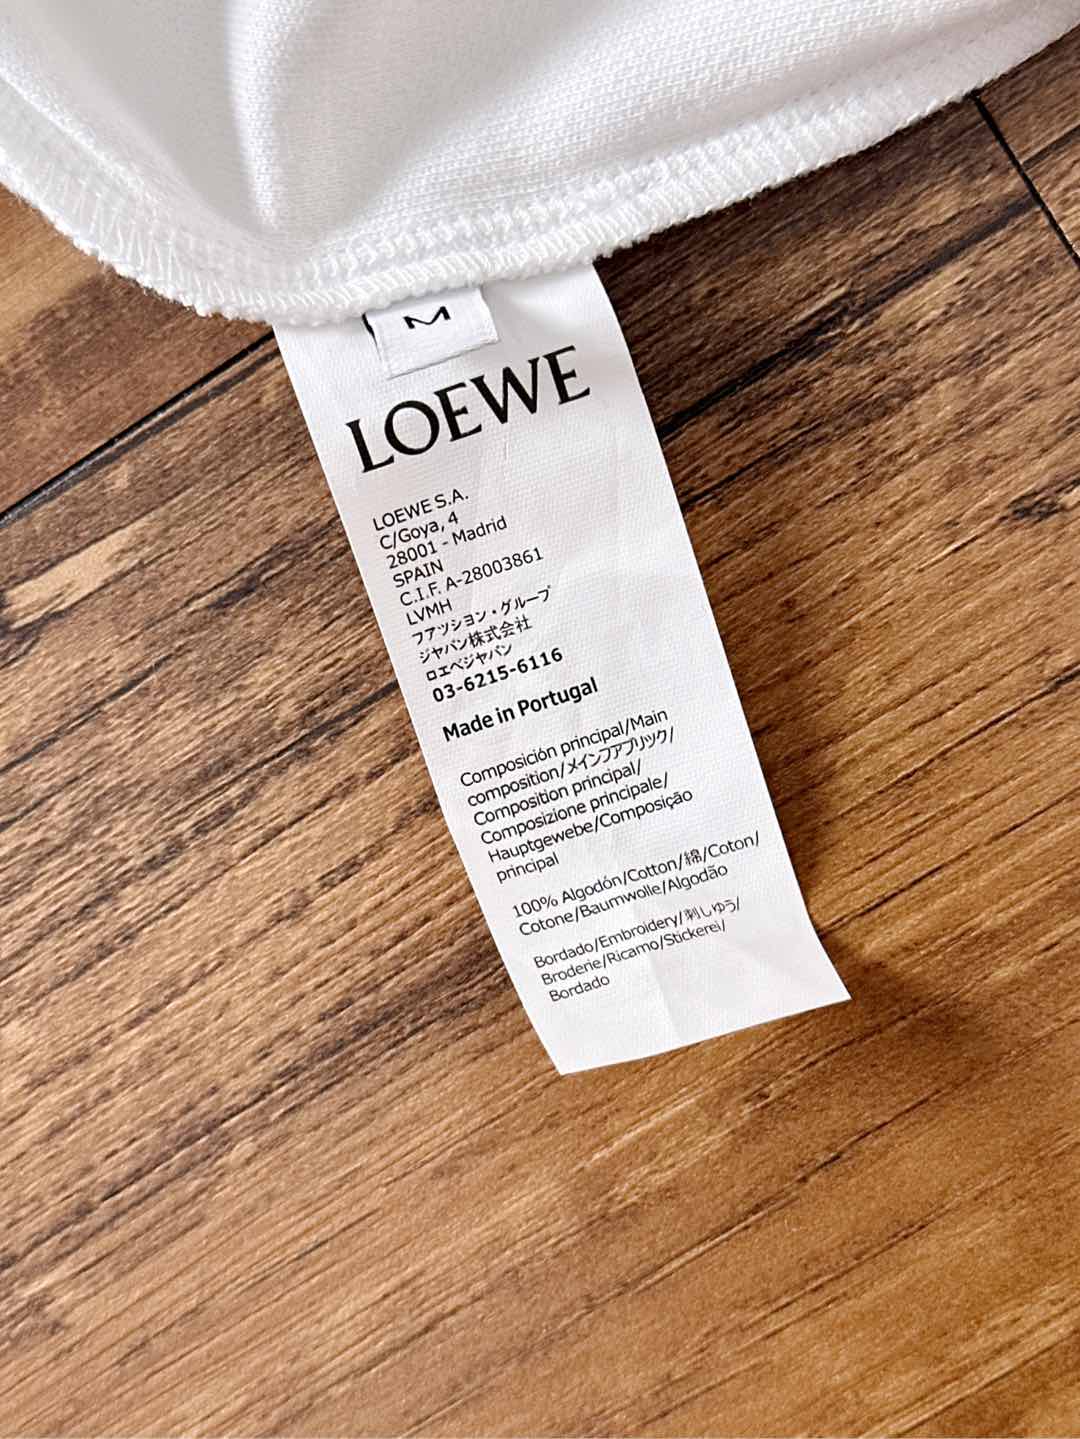 M
LOEWE
LOEWE S.A.
C/Goya, 4
28001 - Madrid
SPAIN
C.I.F. A-28003861
LVMH
ファッション・グループ
ジャパン株式会社
ロエベジャパン
03-6215-6116
Made in Portugal
Composición principal/Main
composition/メインファブリック/
Composition principal/
Composizione principale/
Hauptgewebe/Composição
principal
100% Algodón/Cotton/綿/Coton/
Cotone/Baumwolle/Algodão
Bordado/Embroidery/刺しゅう/
Broderie/Ricamo/Stickerei/
Bordado